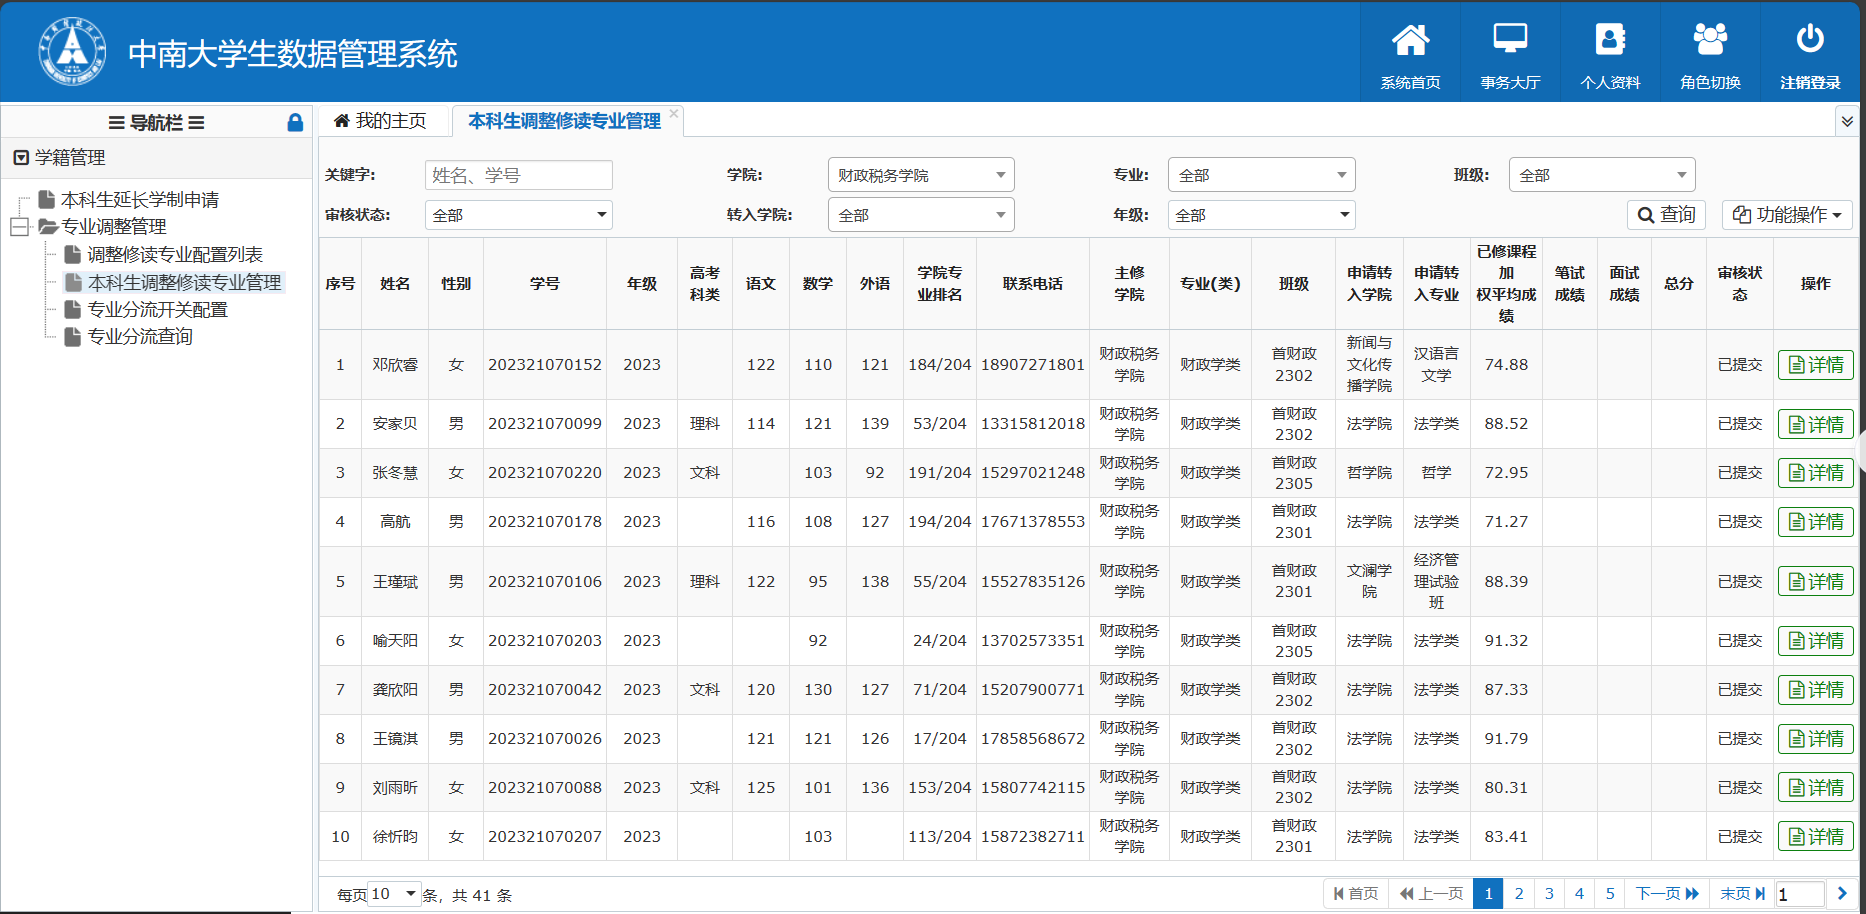 中南大学生数据管理系统
系统首页 事务大厅 个人资料 角色切换 注销登录
导航栏
学籍管理
本科生延长学制申请
专业调整管理
调整修读专业配置列表
本科生调整修读专业管理
专业分流开关配置
专业分流查询
我的主页 本科生调整修读专业管理
关键字: 姓名、学号 学院: 财政税务学院 专业: 全部 班级: 全部
审核状态: 全部 转入学院: 全部 年级: 全部 查询 功能操作
序号 姓名 性别 学号 年级 高考科类 语文 数学 外语 学院专业排名 联系电话 主修学院 专业(类) 班级 申请转入学院 申请转入专业 已修课程加权平均成绩 笔试成绩 面试成绩 总分 审核状态 操作
1 邓欣睿 女 202321070152 2023 122 110 121 184/204 18907271801 财政税务学院 财政学类 首财政2302 新闻与文化传播学院 汉语言文学 74.88 已提交 详情
2 安家贝 男 202321070099 2023 理科 114 121 139 53/204 13315812018 财政税务学院 财政学类 首财政2302 法学院 法学类 88.52 已提交 详情
3 张冬慧 女 202321070220 2023 文科 103 92 191/204 15297021248 财政税务学院 财政学类 首财政2305 哲学院 哲学 72.95 已提交 详情
4 高航 男 202321070178 2023 116 108 127 194/204 17671378553 财政税务学院 财政学类 首财政2301 法学院 法学类 71.27 已提交 详情
5 王瑾珷 男 202321070106 2023 理科 122 95 138 55/204 15527835126 财政税务学院 财政学类 首财政2301 文澜学院 经济管理试验班 88.39 已提交 详情
6 喻天阳 女 202321070203 2023 92 24/204 13702573351 财政税务学院 财政学类 首财政2305 法学院 法学类 91.32 已提交 详情
7 龚欣阳 男 202321070042 2023 文科 120 130 127 71/204 15207900771 财政税务学院 财政学类 首财政2302 法学院 法学类 87.33 已提交 详情
8 王镜淇 男 202321070026 2023 121 121 126 17/204 17858568672 财政税务学院 财政学类 首财政2302 法学院 法学类 91.79 已提交 详情
9 刘雨昕 女 202321070088 2023 文科 125 101 136 153/204 15807742115 财政税务学院 财政学类 首财政2302 法学院 法学类 80.31 已提交 详情
10 徐忻昀 女 202321070207 2023 103 113/204 15872382711 财政税务学院 财政学类 首财政2301 法学院 法学类 83.41 已提交 详情
每页 10 条，共 41 条 首页 上一页 1 2 3 4 5 下一页 末页 1